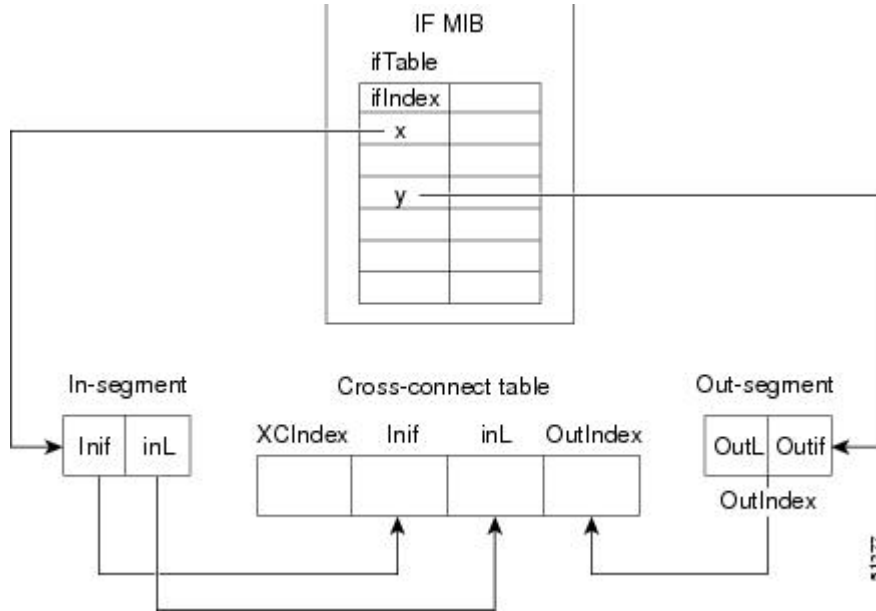 IF MIB
ifTable
ifIndex
x
y
In-segment
Cross-connect table
Out-segment
XCIndex Inif inL OutIndex
Inif inL
OutL Outif
OutIndex